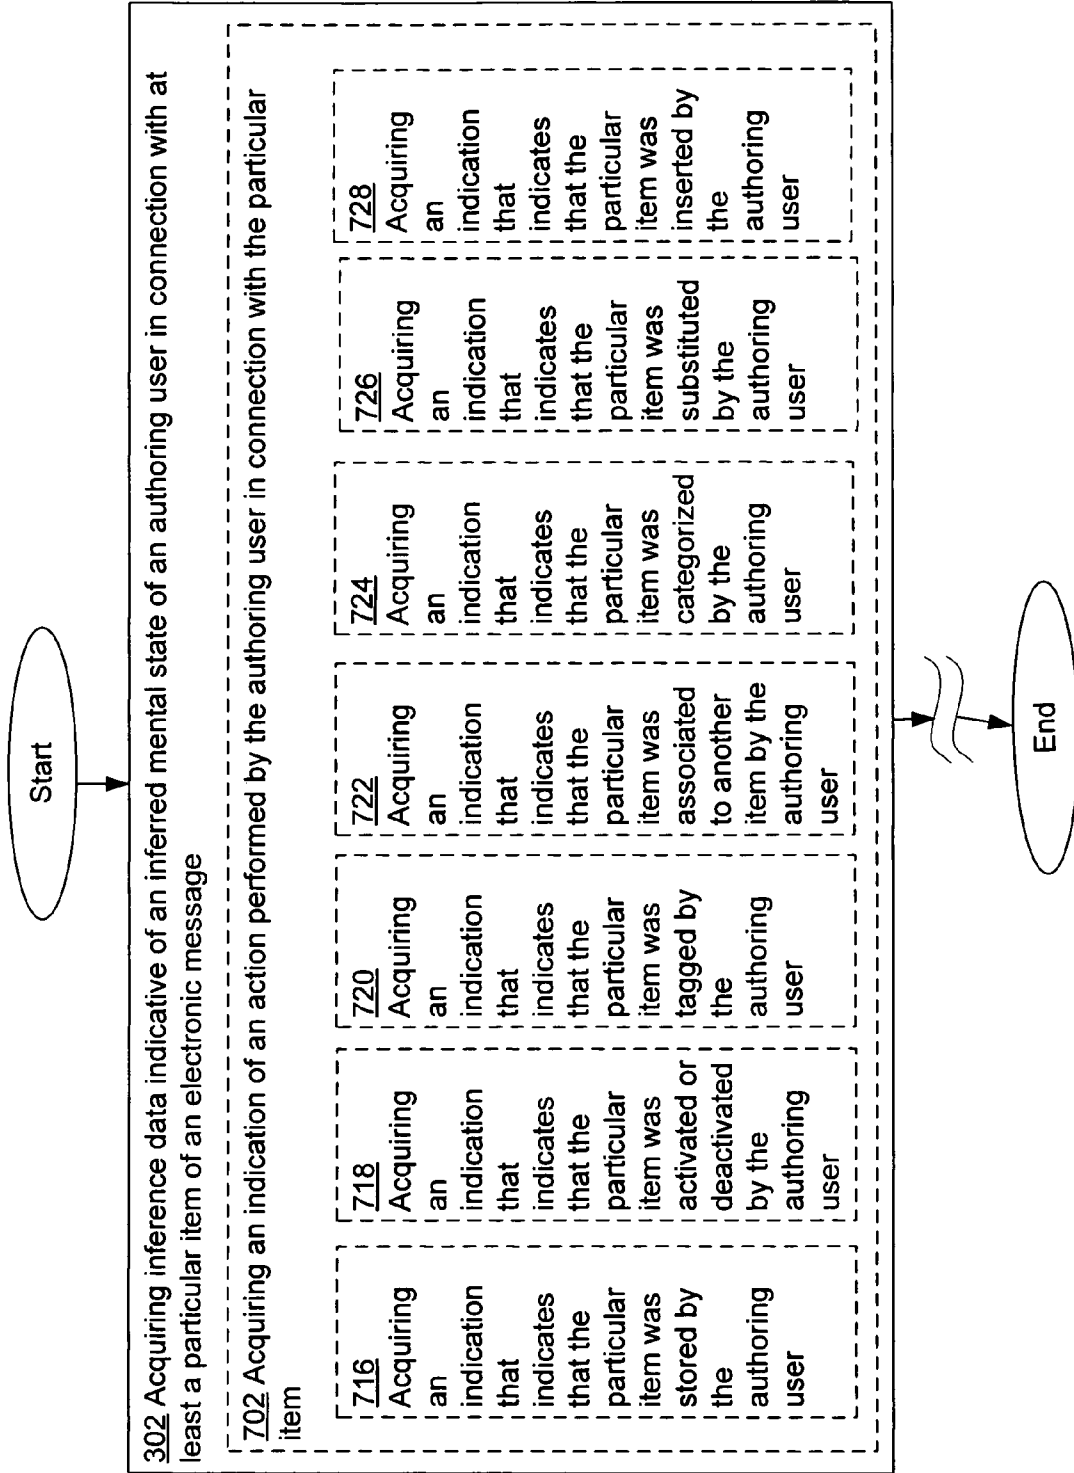 Start
302 Acquiring inference data indicative of an inferred mental state of an authoring user in connection with at
least a particular item of an electronic message
702 Acquiring an indication of an action performed by the authoring user in connection with the particular
item
716
Acquiring
an
indication
that
indicates
that the
particular
item was
stored by
the
authoring
user
718
Acquiring
an
indication
that
indicates
that the
particular
item was
activated or
deactivated
by the
authoring
user
720
Acquiring
an
indication
that
indicates
that the
particular
item was
tagged by
the
authoring
user
722
Acquiring
an
indication
that
indicates
that the
particular
item was
associated
to another
item by the
authoring
user
724
Acquiring
an
indication
that
indicates
that the
particular
item was
categorized
by the
authoring
user
726
Acquiring
an
indication
that
indicates
that the
particular
item was
substituted
by the
authoring
user
728
Acquiring
an
indication
that
indicates
that the
particular
item was
inserted by
the
authoring
user
End